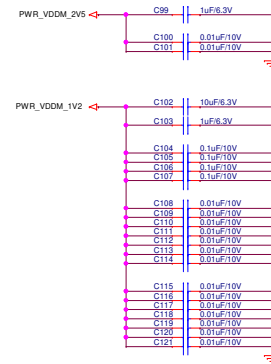 PWR_VDDM_2V5 C99 1uF/6.3V
C100 0.01uF/10V
C101 0.01uF/10V
PWR_VDDM_1V2 C102 10uF/6.3V
C103 1uF/6.3V
C104 0.1uF/10V
C105 0.1uF/10V
C106 0.1uF/10V
C107 0.1uF/10V
C108 0.01uF/10V
C109 0.01uF/10V
C110 0.01uF/10V
C111 0.01uF/10V
C112 0.01uF/10V
C113 0.01uF/10V
C114 0.01uF/10V
C115 0.01uF/10V
C116 0.01uF/10V
C117 0.01uF/10V
C118 0.01uF/10V
C119 0.01uF/10V
C120 0.01uF/10V
C121 0.01uF/10V